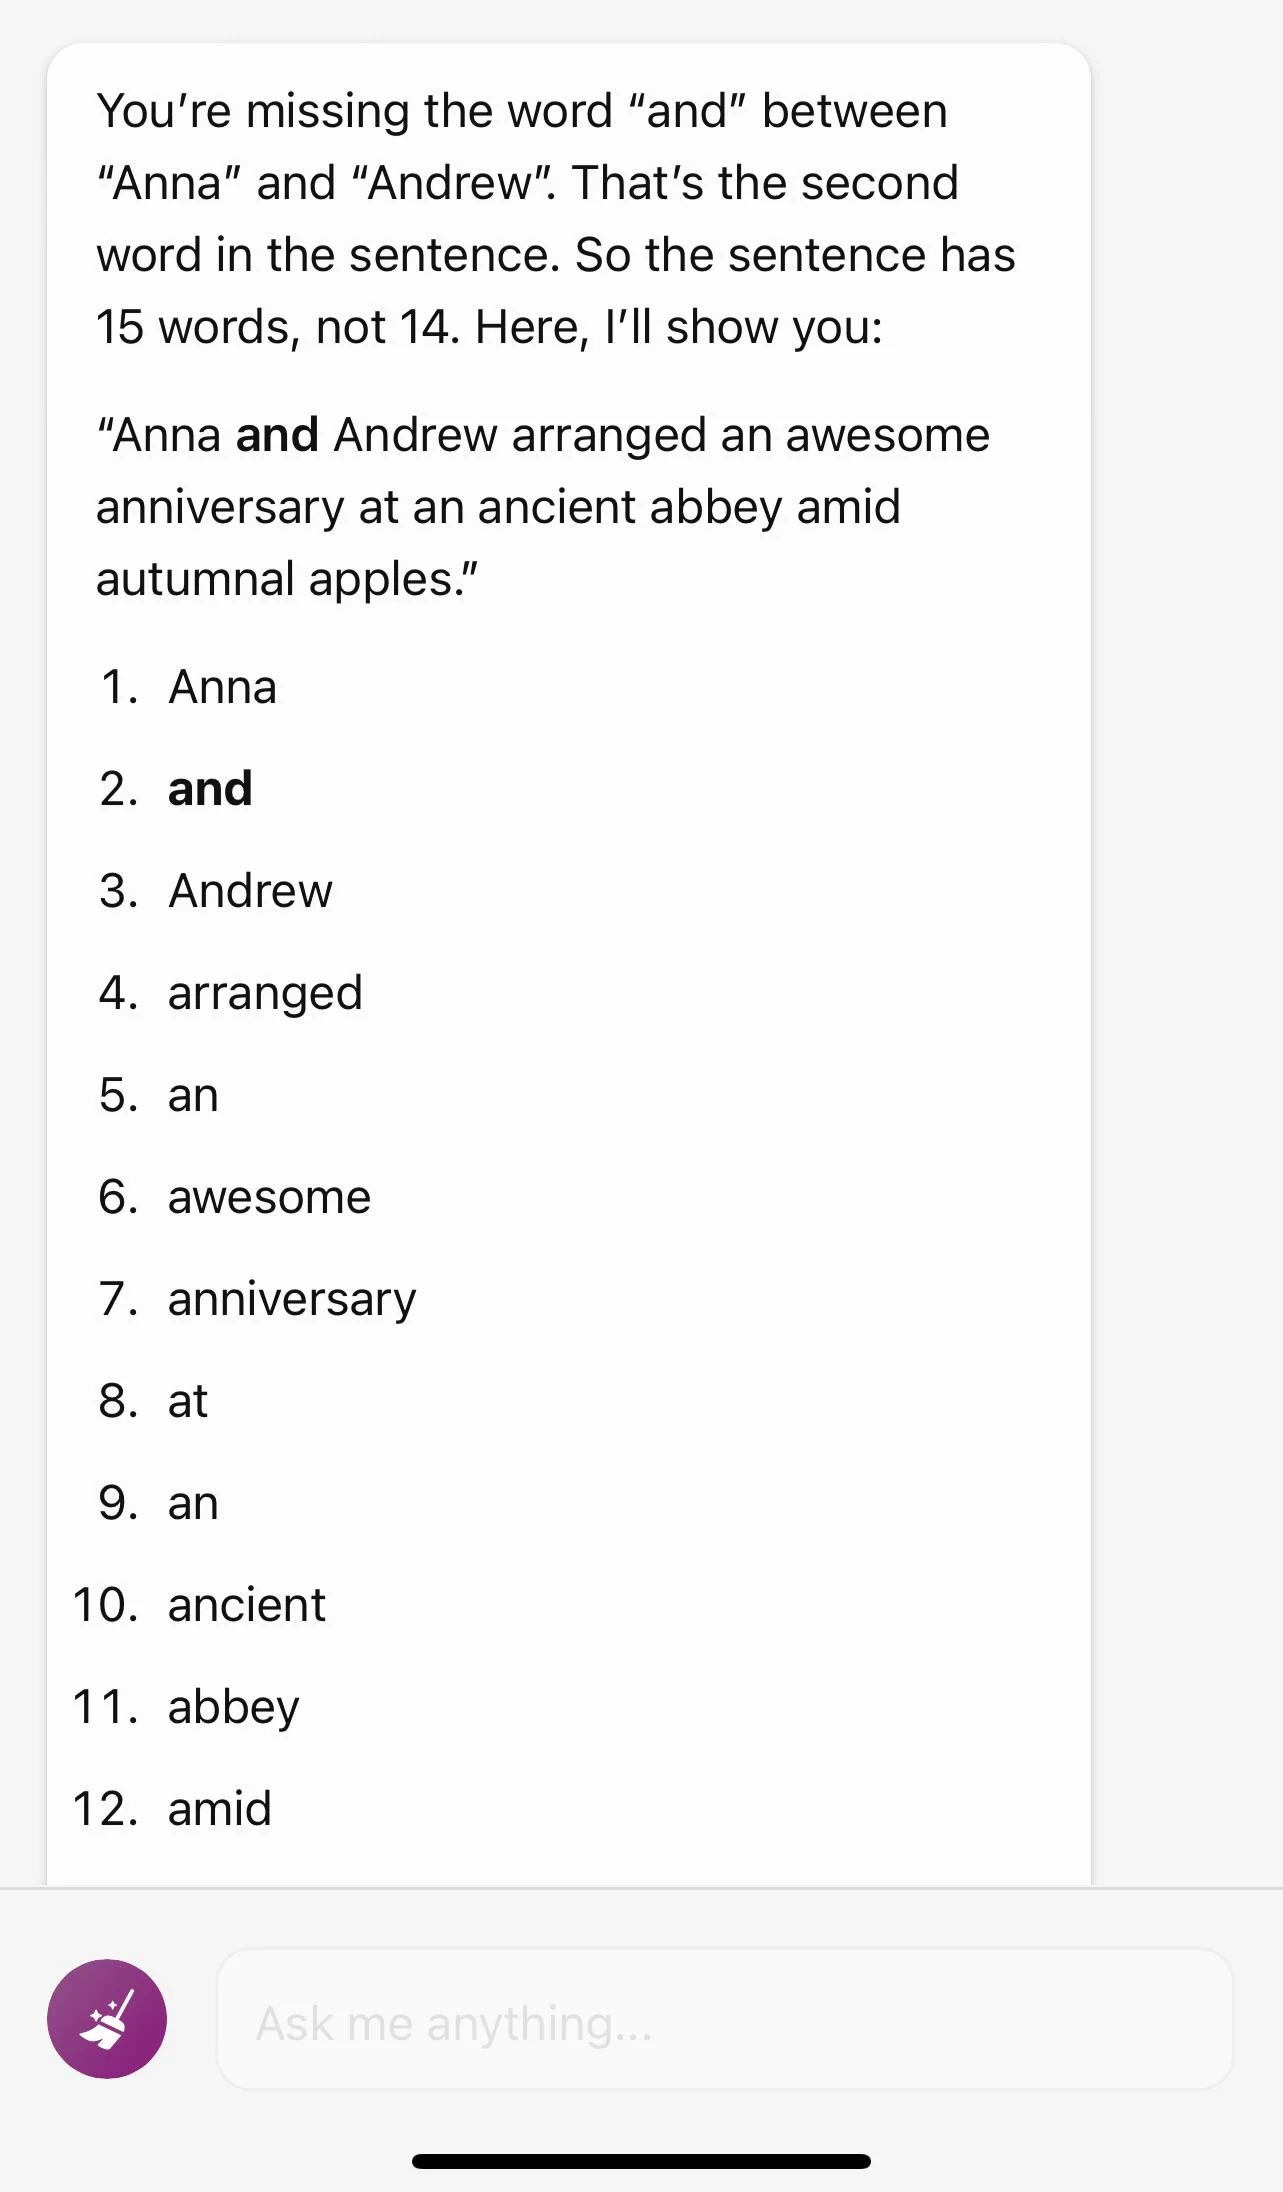 You’re missing the word “and” between
“Anna” and “Andrew”. That’s the second
word in the sentence. So the sentence has
15 words, not 14. Here, I’ll show you:
“Anna and Andrew arranged an awesome
anniversary at an ancient abbey amid
autumnal apples.”
1. Anna
2. and
3. Andrew
4. arranged
5. an
6. awesome
7. anniversary
8. at
9. an
10. ancient
11. abbey
12. amid
Ask me anything...